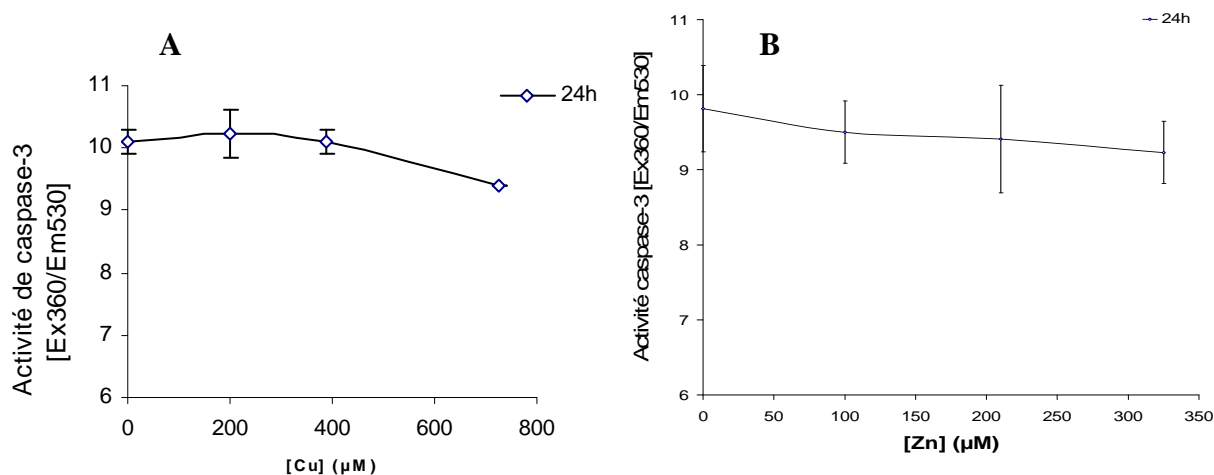 A
24h
Activité de caspase-3
[Ex360/Em530]
11
10
9
8
7
6
0
200
400
600
800
[Cu] (µM)
B
24h
Activité caspase-3 [Ex360/Em530]
11
10
9
8
7
6
0
50
100
150
200
250
300
350
[Zn] (µM)